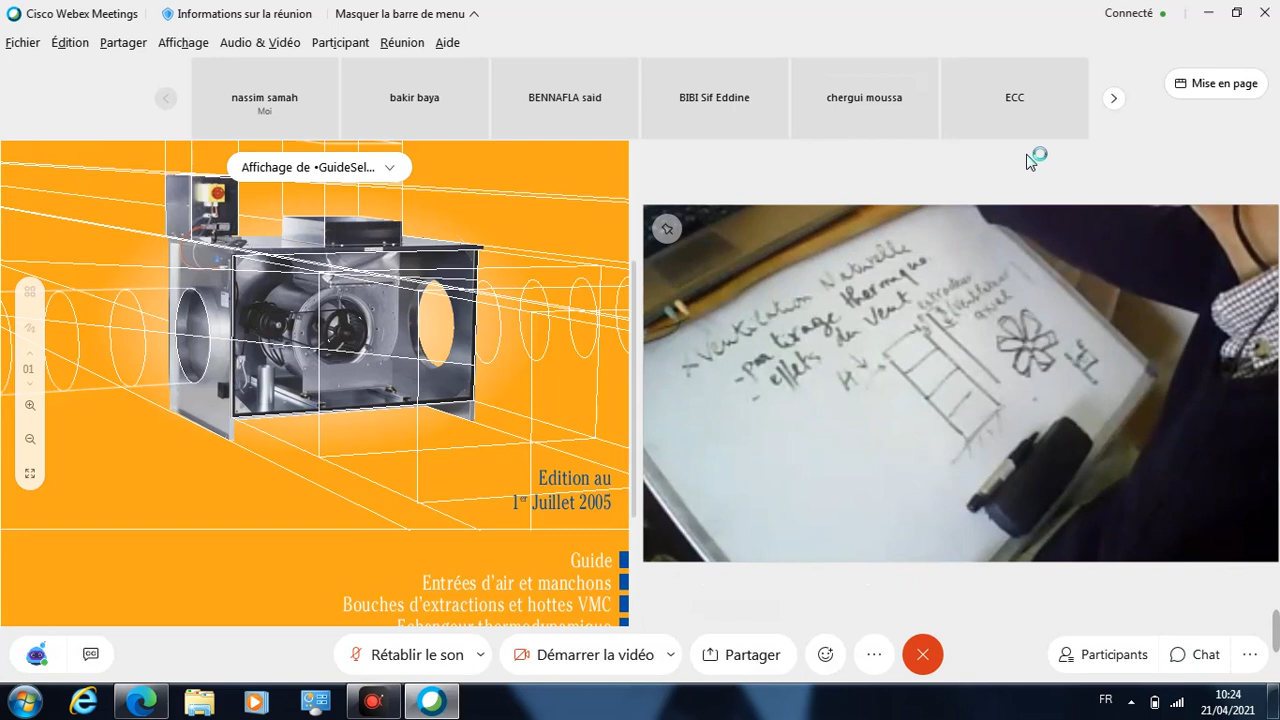 Cisco Webex Meetings
Informations sur la réunion
Masquer la barre de menu
Connecté
Fichier
Édition
Partager
Affichage
Audio & Vidéo
Participant
Réunion
Aide
nassim samah
Moi
bakir baya
BENNAFLA said
BIBI Sif Eddine
chergui moussa
ECC
Mise en page
Affichage de •GuideSel...
01
Edition au
1er Juillet 2005
Guide
Entrées d'air et manchons
Bouches d'extractions et hottes VMC
Echangeur thermodynamique
x Ventilation Naturelle
- par tirage thermique
- effets du vent
H
axial
Rétablir le son
Démarrer la vidéo
Partager
...
Participants
Chat
...
FR
10:24
21/04/2021